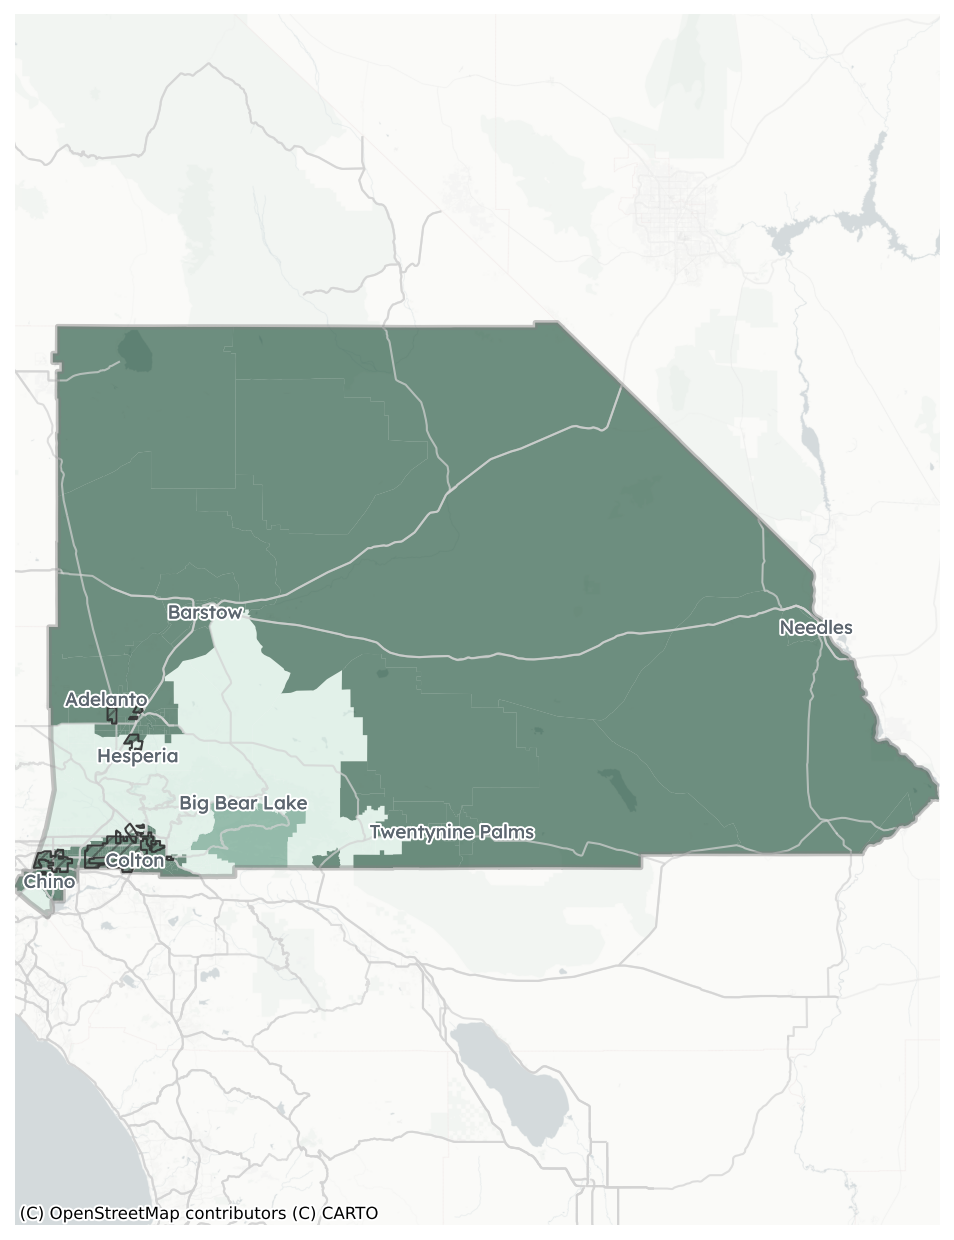 Barstow
Needles
Adelanto
Hesperia
Big Bear Lake
Twentynine Palms
Colton
Chino
(C) OpenStreetMap contributors (C) CARTO